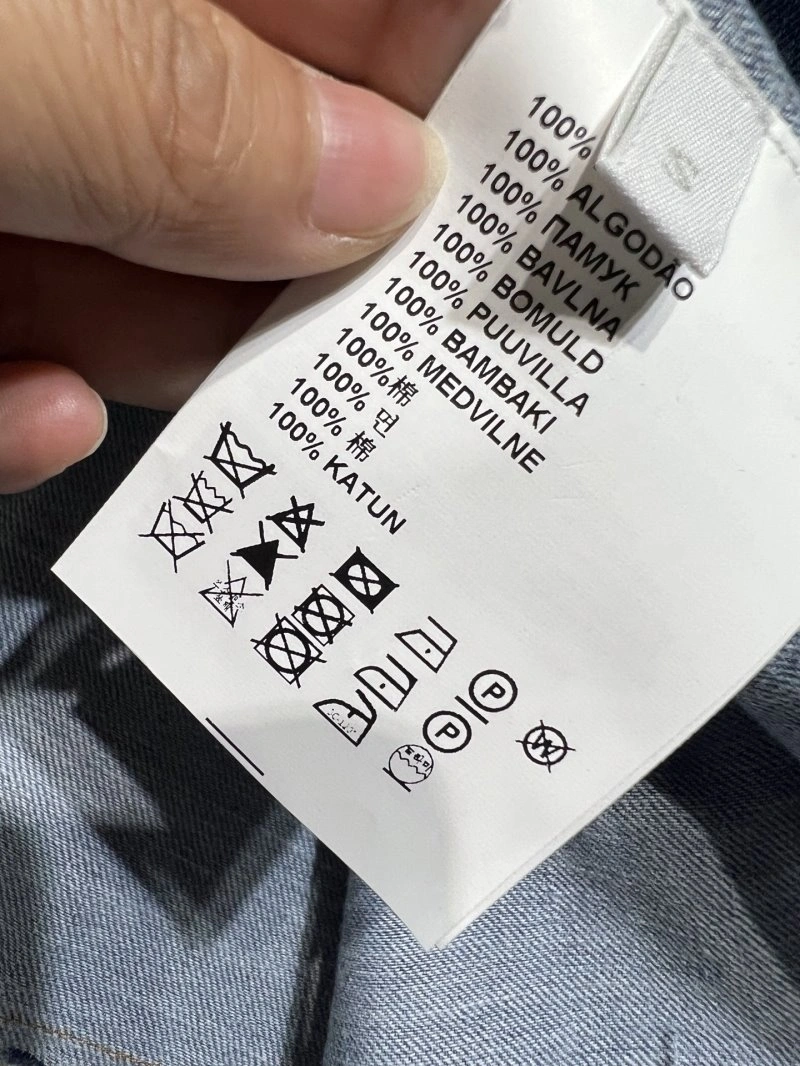 100%
100% ALGODÃO
100% ПАМУК
100% BAVLNA
100% BOMULD
100% PUUVILLA
100% BAMBAKI
100% MEDVILNE
100%棉
100% 면
100% 棉
100% KATUN
P
P
W
S